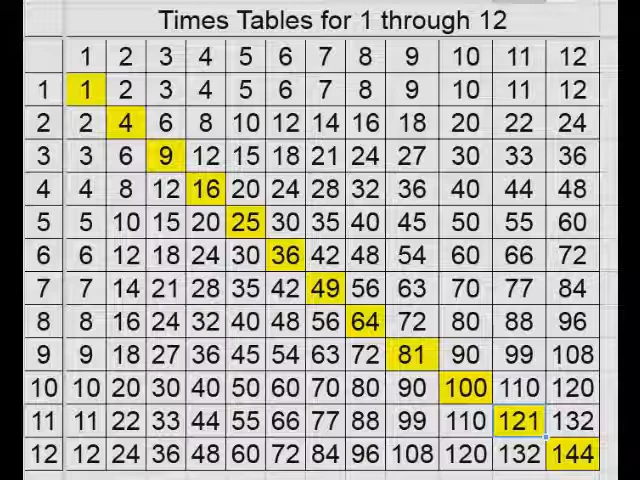 Times Tables for 1 through 12
1 2 3 4 5 6 7 8 9 10 11 12
1 1 2 3 4 5 6 7 8 9 10 11 12
2 2 4 6 8 10 12 14 16 18 20 22 24
3 3 6 9 12 15 18 21 24 27 30 33 36
4 4 8 12 16 20 24 28 32 36 40 44 48
5 5 10 15 20 25 30 35 40 45 50 55 60
6 6 12 18 24 30 36 42 48 54 60 66 72
7 7 14 21 28 35 42 49 56 63 70 77 84
8 8 16 24 32 40 48 56 64 72 80 88 96
9 9 18 27 36 45 54 63 72 81 90 99 108
10 10 20 30 40 50 60 70 80 90 100 110 120
11 11 22 33 44 55 66 77 88 99 110 121 132
12 12 24 36 48 60 72 84 96 108 120 132 144